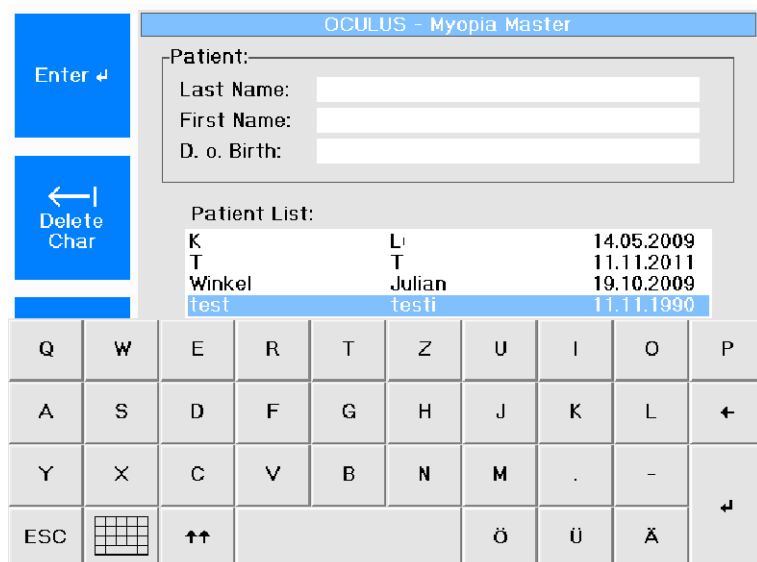 OCULUS - Myopia Master
Enter ↵
Patient:
Last Name:
First Name:
D. o. Birth:
←|
Delete
Char
Patient List:
K 14.05.2009
T T 11.11.2011
Winkel Julian 19.10.2009
test testi 11.11.1990
Q W E R T Z U I O P
A S D F G H J K L ←
Y X C V B N M . - ↵
ESC ↑↑ Ö Ü Ä